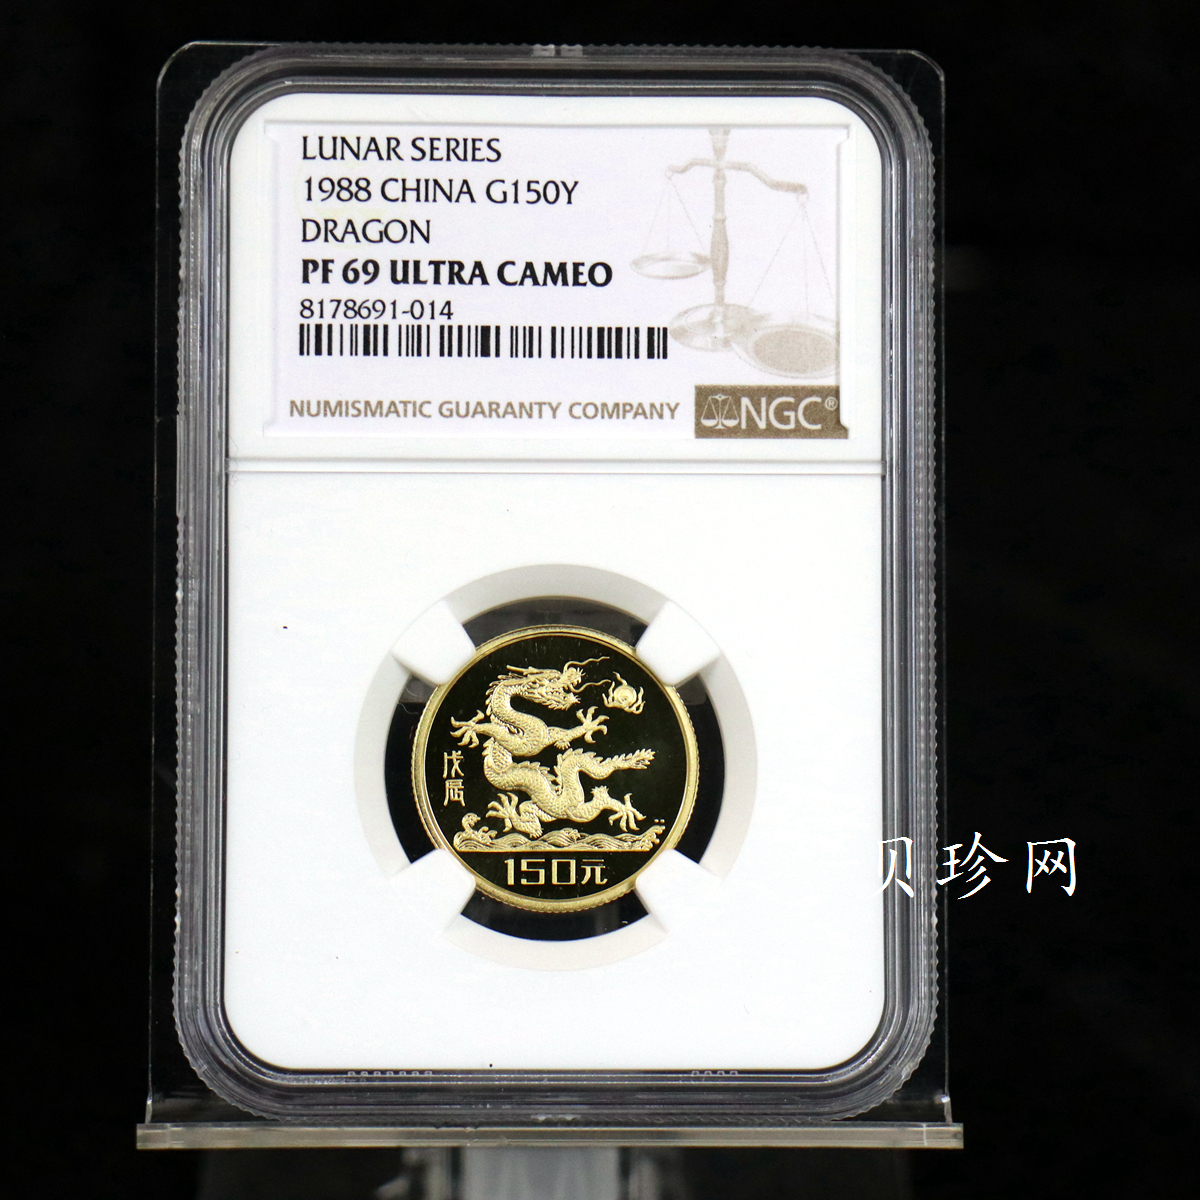 LUNAR SERIES
1988 CHINA G150Y
DRAGON
PF 69 ULTRA CAMEO
8178691-014
NUMISMATIC GUARANTY COMPANY
NGC®
戊辰
150元
贝珍网